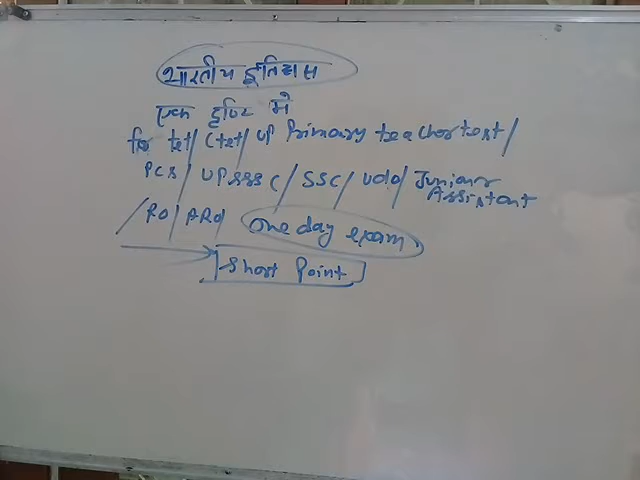 भारतीय इतिहास
एक दृष्टि में
for tet/ Ctet/ UP Primary teacher test/
PCS/ UPSSSC/ SSC/ Udo/ Junior Assistant
/RO/ARO/ one day exam
Short Point